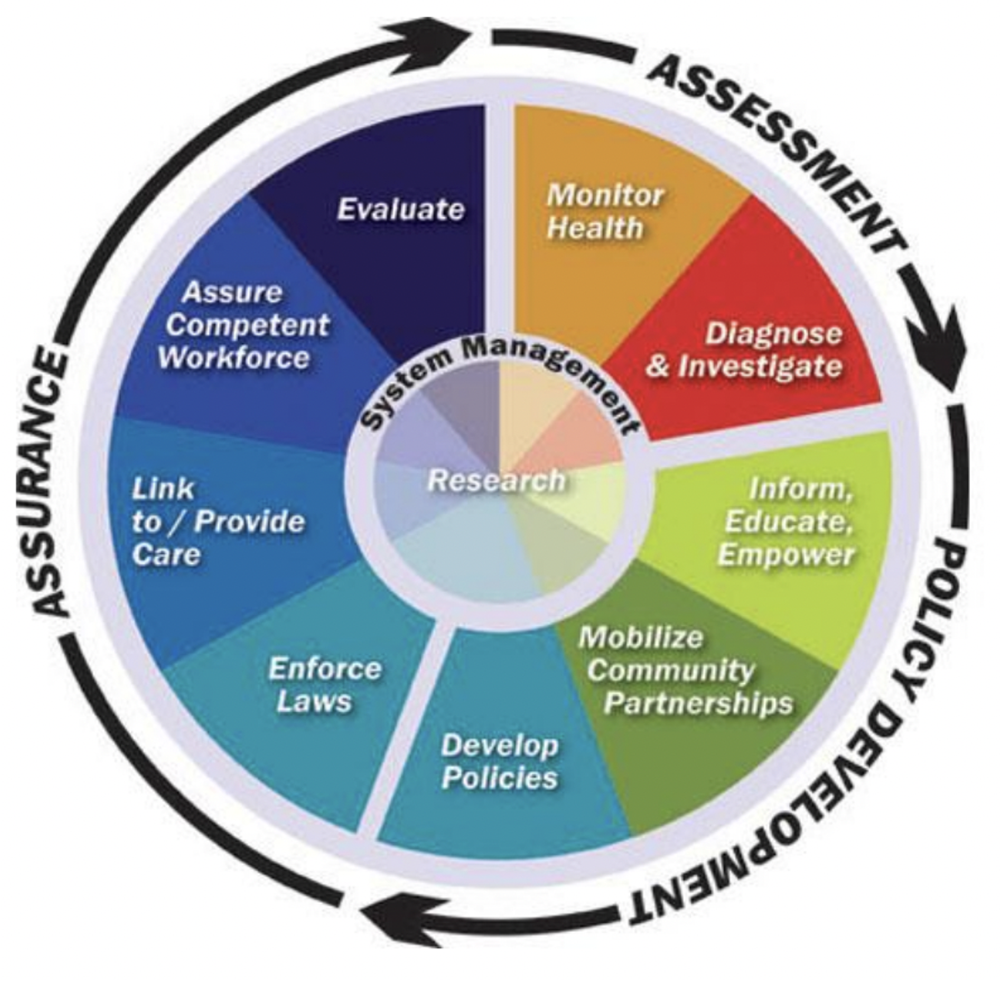 ASSESSMENT
POLICY DEVELOPMENT
ASSURANCE
Monitor
Health
Diagnose
& Investigate
Inform,
Educate,
Empower
Mobilize
Community
Partnerships
Develop
Policies
Enforce
Laws
Link
to / Provide
Care
Assure
Competent
Workforce
Evaluate
System Management
Research